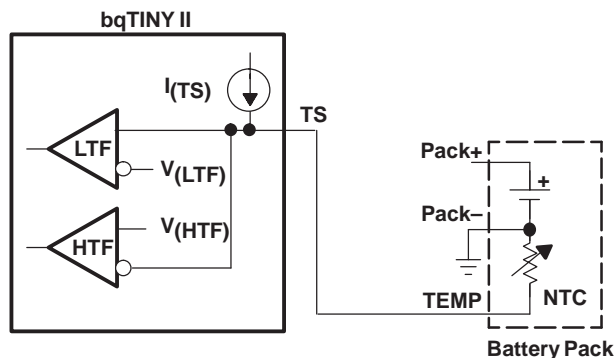 bqTINY II
I(TS)
TS
LTF
V(LTF)
Pack+
+
V(HTF)
Pack−
HTF
TEMP
NTC
Battery Pack